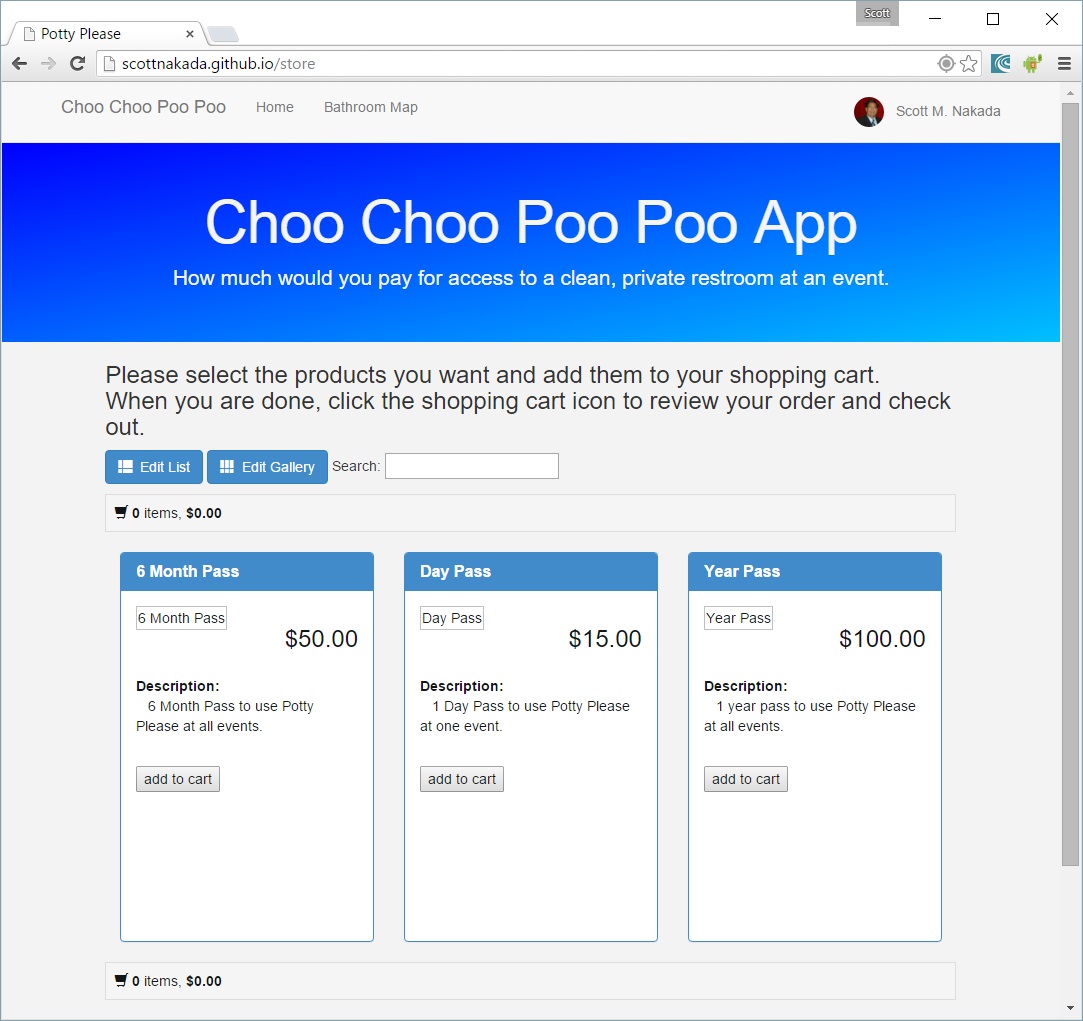 Scott
Potty Please
scottnakada.github.io/store
Choo Choo Poo Poo Home Bathroom Map Scott M. Nakada
Choo Choo Poo Poo App
How much would you pay for access to a clean, private restroom at an event.
Please select the products you want and add them to your shopping cart.
When you are done, click the shopping cart icon to review your order and check
out.
Edit List Edit Gallery Search:
0 items, $0.00
6 Month Pass
6 Month Pass
$50.00
Description:
6 Month Pass to use Potty
Please at all events.
add to cart
Day Pass
Day Pass
$15.00
Description:
1 Day Pass to use Potty Please
at one event.
add to cart
Year Pass
Year Pass
$100.00
Description:
1 year pass to use Potty Please
at all events.
add to cart
0 items, $0.00